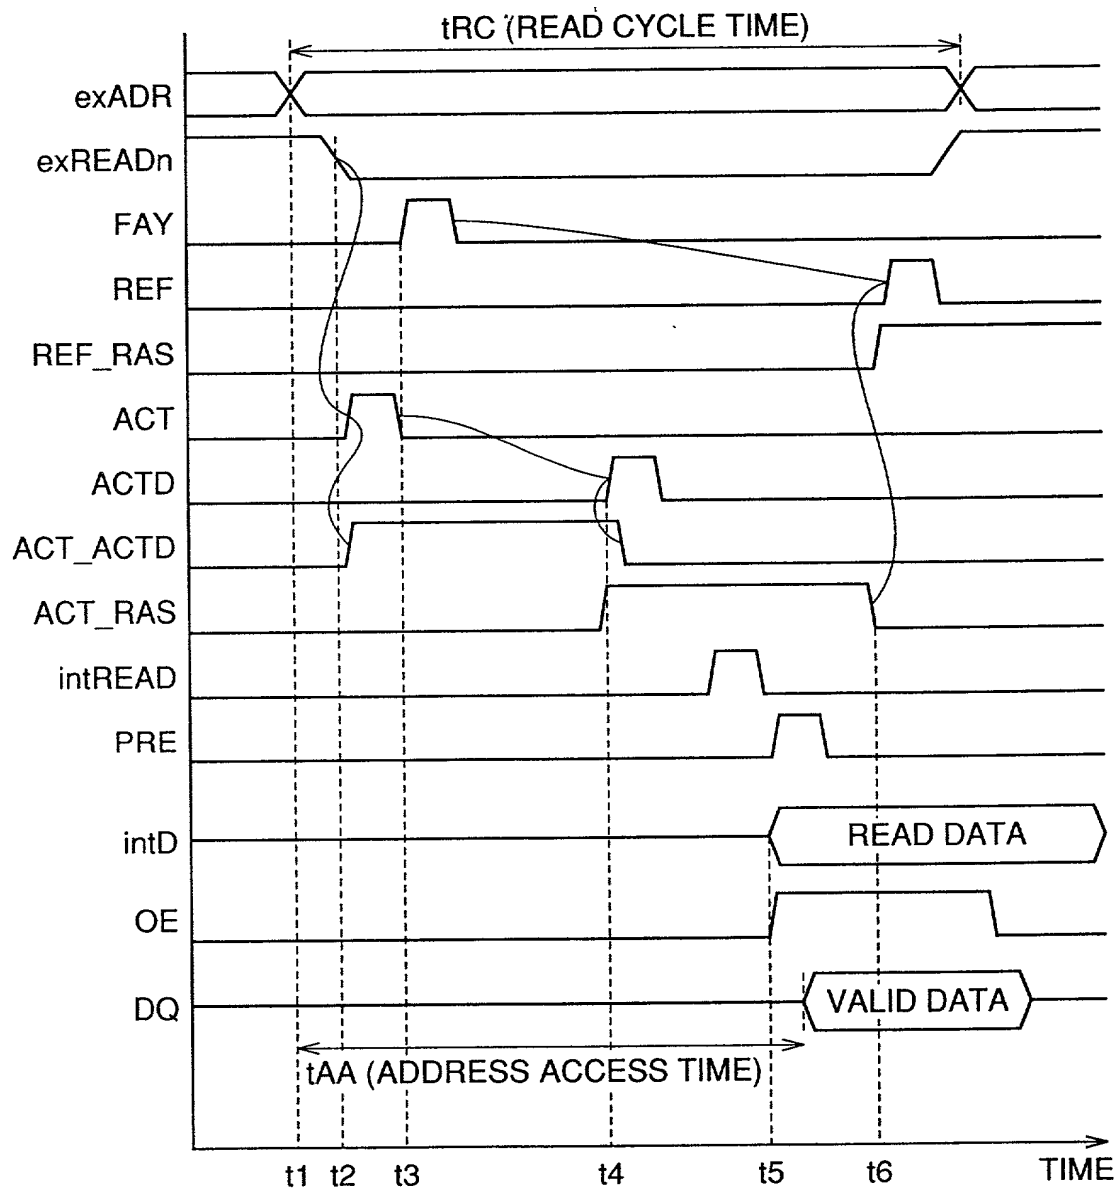 tRC (READ CYCLE TIME)
exADR
exREADn
FAY
REF
REF_RAS
ACT
ACTD
ACT_ACTD
ACT_RAS
intREAD
PRE
intD READ DATA
OE
DQ VALID DATA
tAA (ADDRESS ACCESS TIME)
t1 t2 t3 t4 t5 t6 TIME